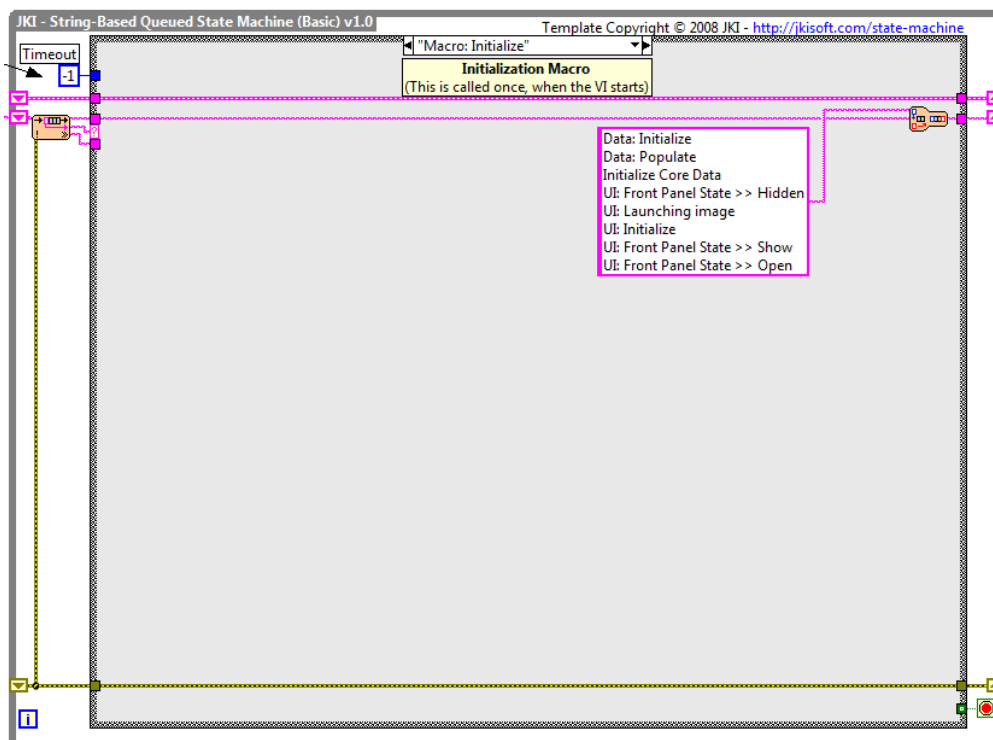 JKI - String-Based Queued State Machine (Basic) v1.0
Template Copyright © 2008 JKI - http://jkisoft.com/state-machine
Timeout
-1
"Macro: Initialize"
Initialization Macro
(This is called once, when the VI starts)
?
!
Data: Initialize
Data: Populate
Initialize Core Data
UI: Front Panel State >> Hidden
UI: Launching image
UI: Initialize
UI: Front Panel State >> Show
UI: Front Panel State >> Open
i